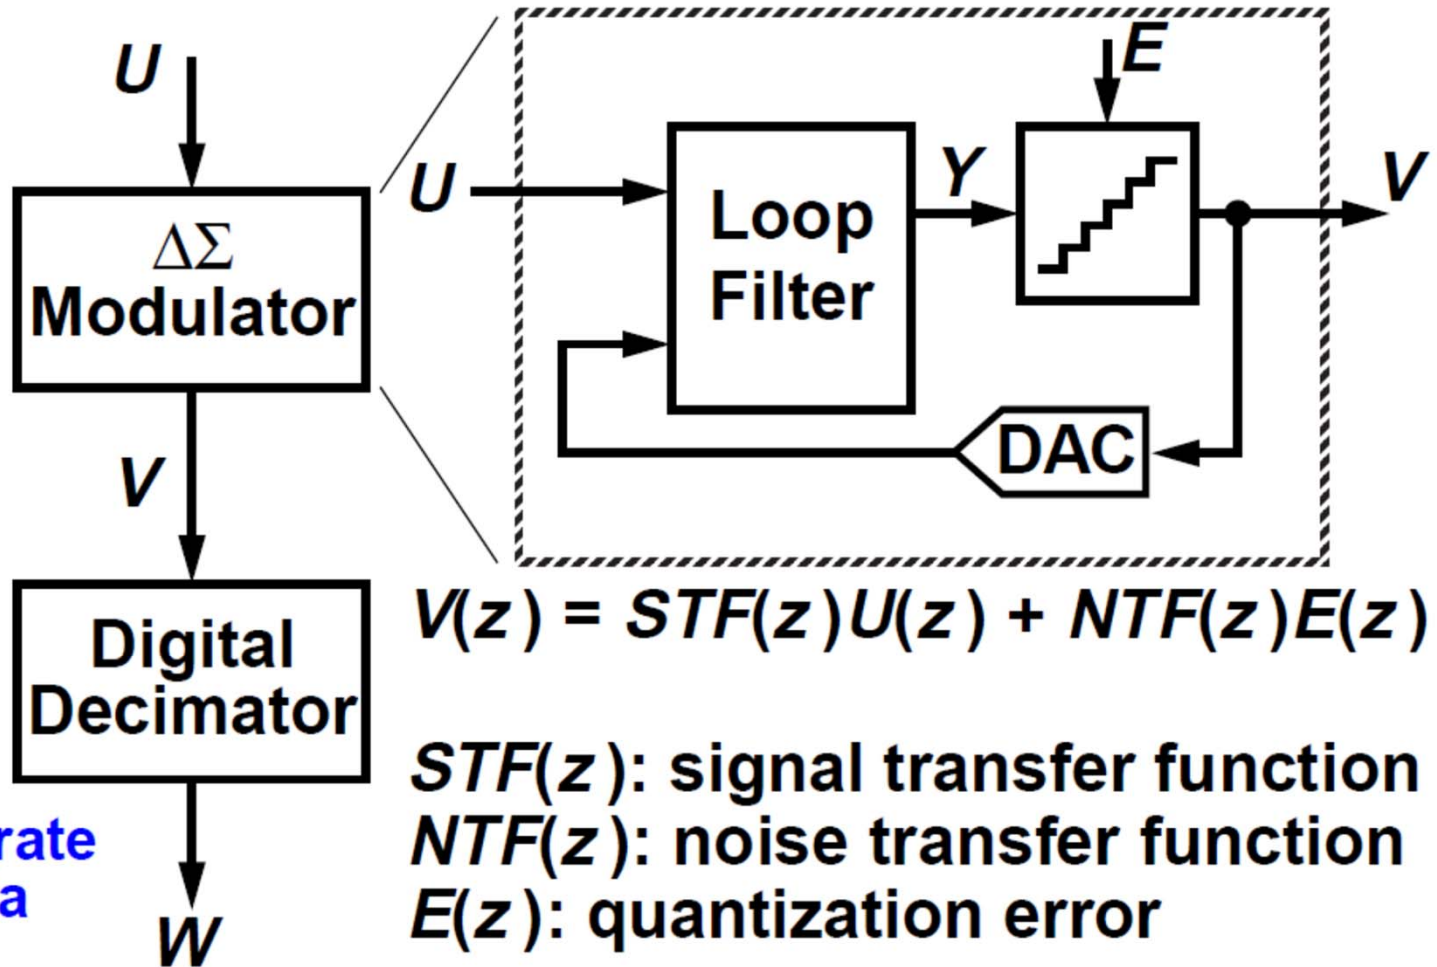 U
ΔΣ
Modulator
V
Digital
Decimator
W
U
Loop
Filter
Y
E
V
DAC
V(z) = STF(z)U(z) + NTF(z)E(z)
STF(z): signal transfer function
NTF(z): noise transfer function
E(z): quantization error
rate
a